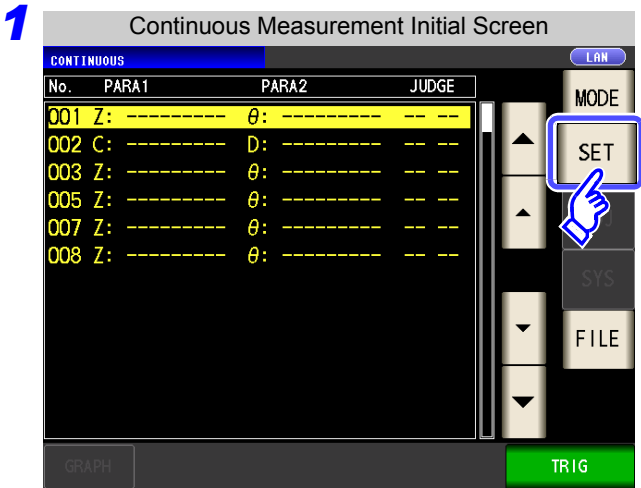 1
Continuous Measurement Initial Screen
CONTINUOUS
LAN
No. PARA1 PARA2 JUDGE
MODE
001 Z: --------- θ: --------- -- --
002 C: --------- D: --------- -- --
SET
003 Z: --------- θ: --------- -- --
005 Z: --------- θ: --------- -- --
007 Z: --------- θ: --------- -- --
008 Z: --------- θ: --------- -- --
SYS
FILE
GRAPH
TRIG